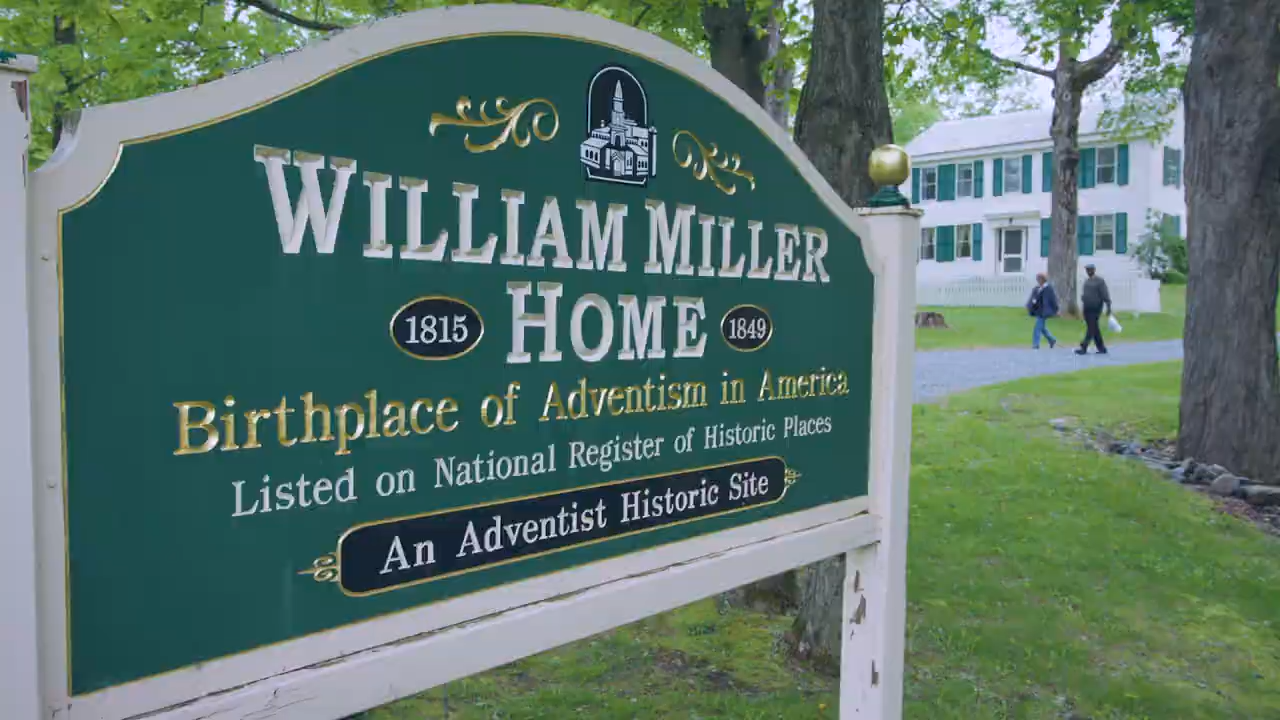 WILLIAM MILLER
1815 HOME 1849
Birthplace of Adventism in America
Listed on National Register of Historic Places
An Adventist Historic Site